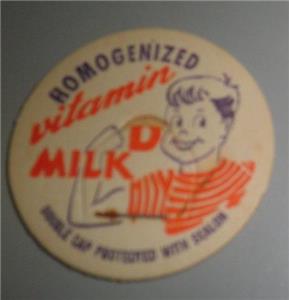 HOMOGENIZED
vitamin
D
MILK
DOUBLE CAP PROTECTED WITH SEALON